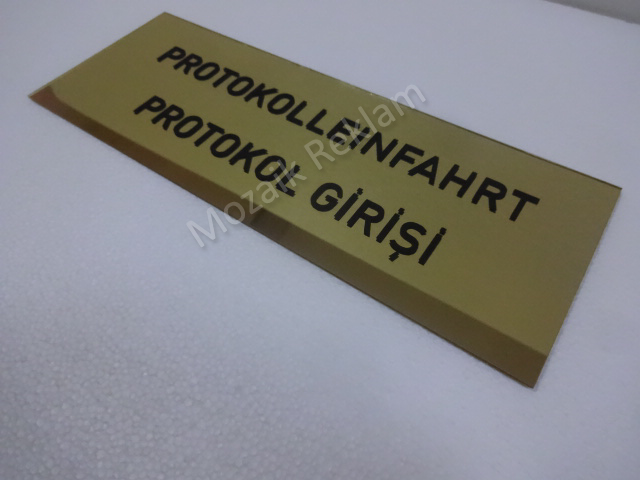 PROTOKOLLEINFAHRT
PROTOKOL GİRİŞİ
Mozaik Reklam